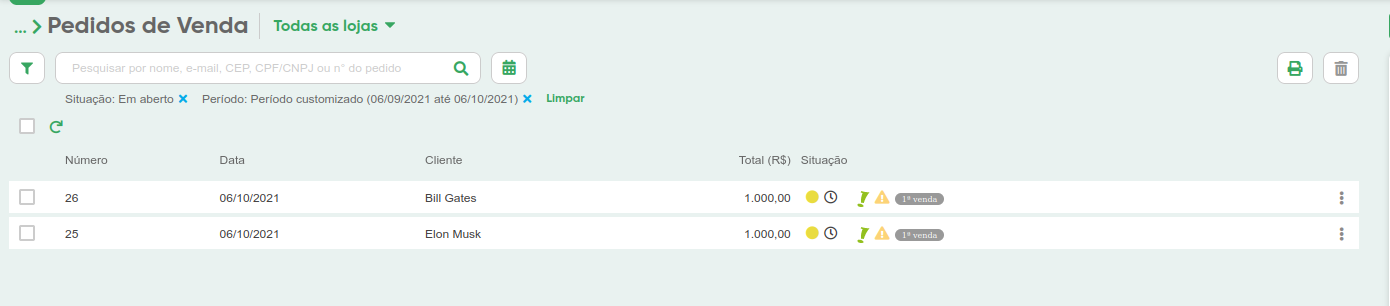 ... > Pedidos de Venda Todas as lojas
Pesquisar por nome, e-mail, CEP, CPF/CNPJ ou n° do pedido
Situação: Em aberto × Período: Período customizado (06/09/2021 até 06/10/2021) × Limpar
Número Data Cliente Total (R$) Situação
26 06/10/2021 Bill Gates 1.000,00 1ª venda
25 06/10/2021 Elon Musk 1.000,00 1ª venda